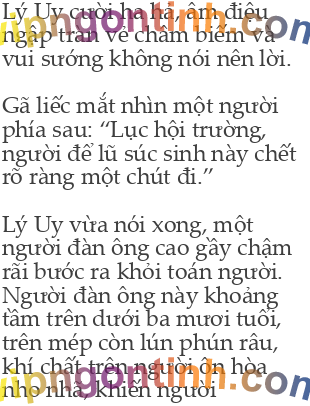 Lý Uy cười ha hả, âm điệu
ngập tràn vẻ châm biếm và
vui sướng không nói nên lời.
Gã liếc mắt nhìn một người
phía sau: “Lục hội trường,
người để lũ súc sinh này chết
rõ ràng một chút đi.”
Lý Uy vừa nói xong, một
người đàn ông cao gầy chậm
rãi bước ra khỏi toán người.
Người đàn ông này khoảng
tầm trên dưới ba mươi tuổi,
trên mép còn lún phún râu,
khí chất trên người ôn hòa
nho nhã, khiến người
vipngontinh.com
vipngontinh.com